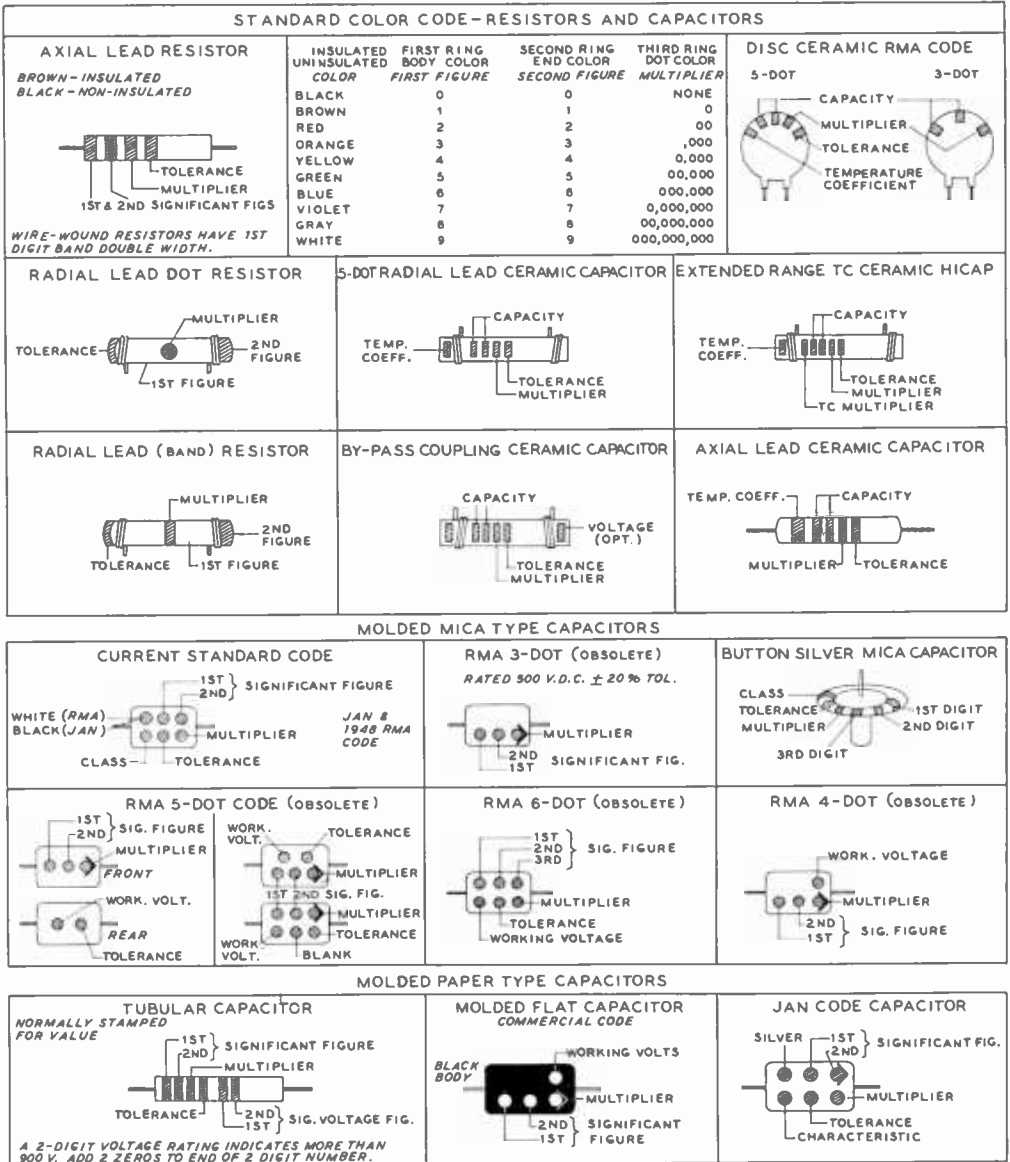 STANDARD COLOR CODE-RESISTORS AND CAPACITORS
AXIAL LEAD RESISTOR
BROWN-INSULATED
BLACK-NON-INSULATED
TOLERANCE
MULTIPLIER
1ST & 2ND SIGNIFICANT FIGS
WIRE-WOUND RESISTORS HAVE 1ST
DIGIT BAND DOUBLE WIDTH.
INSULATED FIRST RING SECOND RING THIRD RING
UNINSULATED BODY COLOR END COLOR DOT COLOR
COLOR FIRST FIGURE SECOND FIGURE MULTIPLIER
BLACK 0 0 NONE
BROWN 1 1 0
RED 2 2 00
ORANGE 3 3 ,000
YELLOW 4 4 0,000
GREEN 5 5 00,000
BLUE 6 6 000,000
VIOLET 7 7 0,000,000
GRAY 8 8 00,000,000
WHITE 9 9 000,000,000
DISC CERAMIC RMA CODE
5-DOT 3-DOT
CAPACITY
MULTIPLIER
TOLERANCE
TEMPERATURE
COEFFICIENT
RADIAL LEAD DOT RESISTOR
MULTIPLIER
TOLERANCE
2ND
FIGURE
1ST FIGURE
5-DOT RADIAL LEAD CERAMIC CAPACITOR
CAPACITY
TEMP.
COEFF.
TOLERANCE
MULTIPLIER
EXTENDED RANGE TC CERAMIC HICAP
CAPACITY
TEMP.
COEFF.
TOLERANCE
MULTIPLIER
TC MULTIPLIER
RADIAL LEAD (BAND) RESISTOR
MULTIPLIER
2ND
FIGURE
TOLERANCE 1ST FIGURE
BY-PASS COUPLING CERAMIC CAPACITOR
CAPACITY
VOLTAGE
(OPT.)
TOLERANCE
MULTIPLIER
AXIAL LEAD CERAMIC CAPACITOR
TEMP. COEFF. CAPACITY
MULTIPLIER TOLERANCE
MOLDED MICA TYPE CAPACITORS
CURRENT STANDARD CODE
1ST
2ND } SIGNIFICANT FIGURE
WHITE (RMA)
BLACK (JAN)
MULTIPLIER
JAN &
1948 RMA
CODE
CLASS TOLERANCE
RMA 3-DOT (OBSOLETE)
RATED 500 V.D.C. ± 20% TOL.
MULTIPLIER
2ND
1ST SIGNIFICANT FIG.
BUTTON SILVER MICA CAPACITOR
CLASS
TOLERANCE
MULTIPLIER
3RD DIGIT
1ST DIGIT
2ND DIGIT
RMA 5-DOT CODE (OBSOLETE)
1ST
2ND } SIG. FIGURE
MULTIPLIER
FRONT
WORK. VOLT.
REAR
TOLERANCE
WORK.
VOLT.
TOLERANCE
MULTIPLIER
1ST 2ND SIG. FIG.
MULTIPLIER
TOLERANCE
WORK.
VOLT.
BLANK
RMA 6-DOT (OBSOLETE)
1ST
2ND
3RD } SIG. FIGURE
MULTIPLIER
TOLERANCE
WORKING VOLTAGE
RMA 4-DOT (OBSOLETE)
WORK. VOLTAGE
MULTIPLIER
2ND
1ST } SIG. FIGURE
MOLDED PAPER TYPE CAPACITORS
TUBULAR CAPACITOR
NORMALLY STAMPED
FOR VALUE
1ST
2ND } SIGNIFICANT FIGURE
MULTIPLIER
TOLERANCE
2ND
1ST } SIG. VOLTAGE FIG.
A 2-DIGIT VOLTAGE RATING INDICATES MORE THAN
900 V. ADD 2 ZEROS TO END OF 2 DIGIT NUMBER.
MOLDED FLAT CAPACITOR
COMMERCIAL CODE
BLACK
BODY
WORKING VOLTS
MULTIPLIER
2ND
1ST } SIGNIFICANT
FIGURE
JAN CODE CAPACITOR
SILVER
1ST
2ND } SIGNIFICANT FIG.
MULTIPLIER
TOLERANCE
CHARACTERISTIC